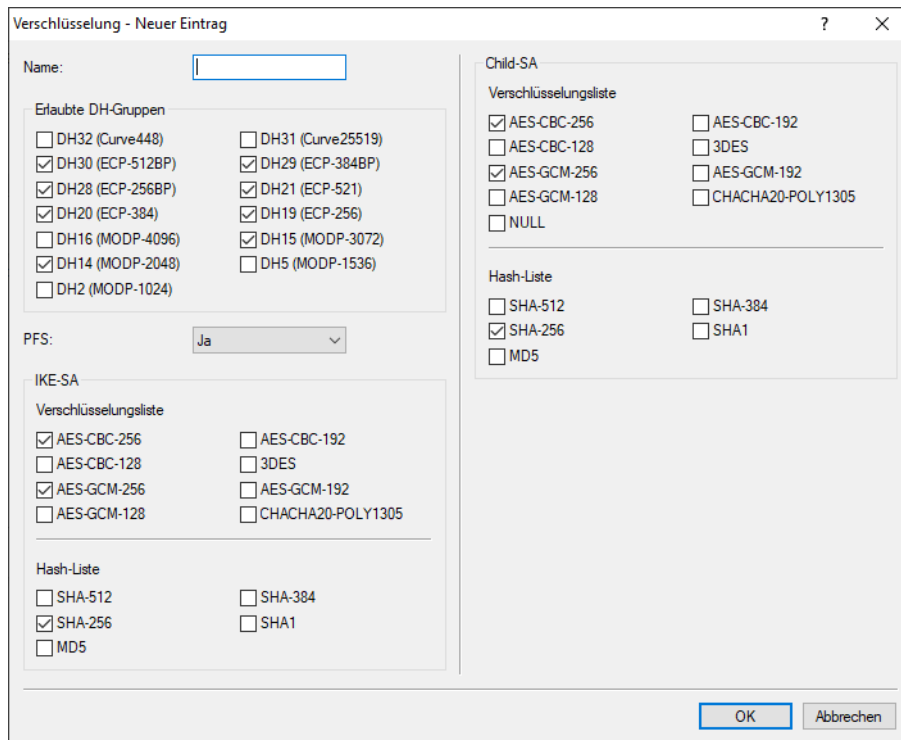 Verschlüsselung - Neuer Eintrag
?
Name:
Erlaubte DH-Gruppen
DH32 (Curve448)
DH31 (Curve25519)
DH30 (ECP-512BP)
DH29 (ECP-384BP)
DH28 (ECP-256BP)
DH21 (ECP-521)
DH20 (ECP-384)
DH19 (ECP-256)
DH16 (MODP-4096)
DH15 (MODP-3072)
DH14 (MODP-2048)
DH5 (MODP-1536)
DH2 (MODP-1024)
PFS:
Ja
IKE-SA
Verschlüsselungsliste
AES-CBC-256
AES-CBC-192
AES-CBC-128
3DES
AES-GCM-256
AES-GCM-192
AES-GCM-128
CHACHA20-POLY1305
Hash-Liste
SHA-512
SHA-384
SHA-256
SHA1
MD5
Child-SA
Verschlüsselungsliste
AES-CBC-256
AES-CBC-192
AES-CBC-128
3DES
AES-GCM-256
AES-GCM-192
AES-GCM-128
CHACHA20-POLY1305
NULL
Hash-Liste
SHA-512
SHA-384
SHA-256
SHA1
MD5
OK
Abbrechen